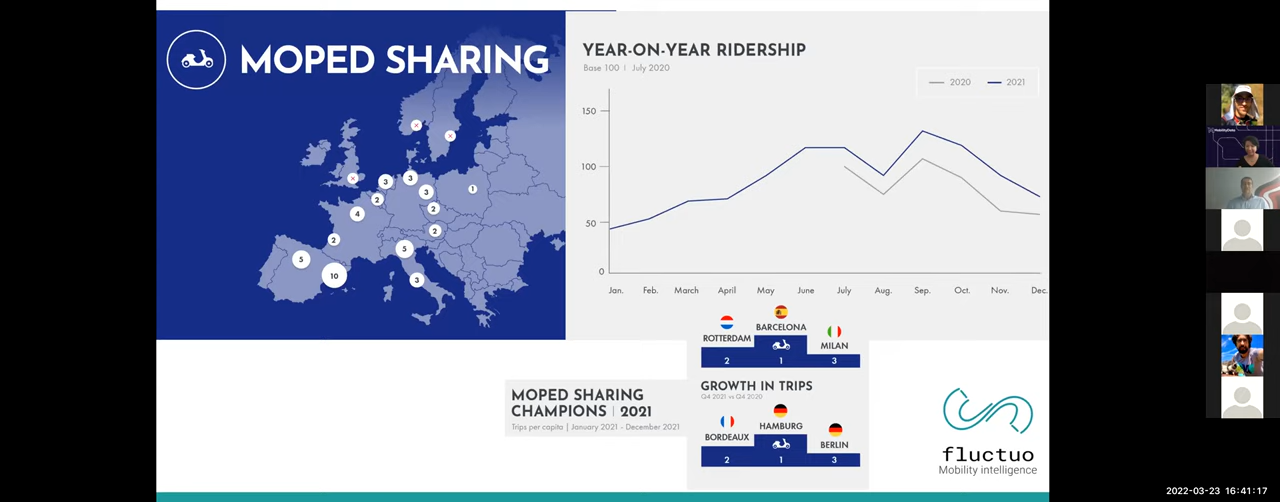 MOPED SHARING
3
3
3
1
2
2
4
2
2
5
5
10
3
YEAR-ON-YEAR RIDERSHIP
Base 100 | July 2020
2020
2021
150
100
50
0
Jan. Feb. March April May June July Aug. Sep. Oct. Nov. Dec.
BARCELONA
ROTTERDAM
MILAN
2 1 3
MOPED SHARING
CHAMPIONS | 2021
Trips per capita | January 2021 - December 2021
GROWTH IN TRIPS
Q4 2021 vs Q4 2020
HAMBURG
BORDEAUX
BERLIN
2 1 3
fluctuo
Mobility intelligence
MobilityData
2022-03-23 16:41:17